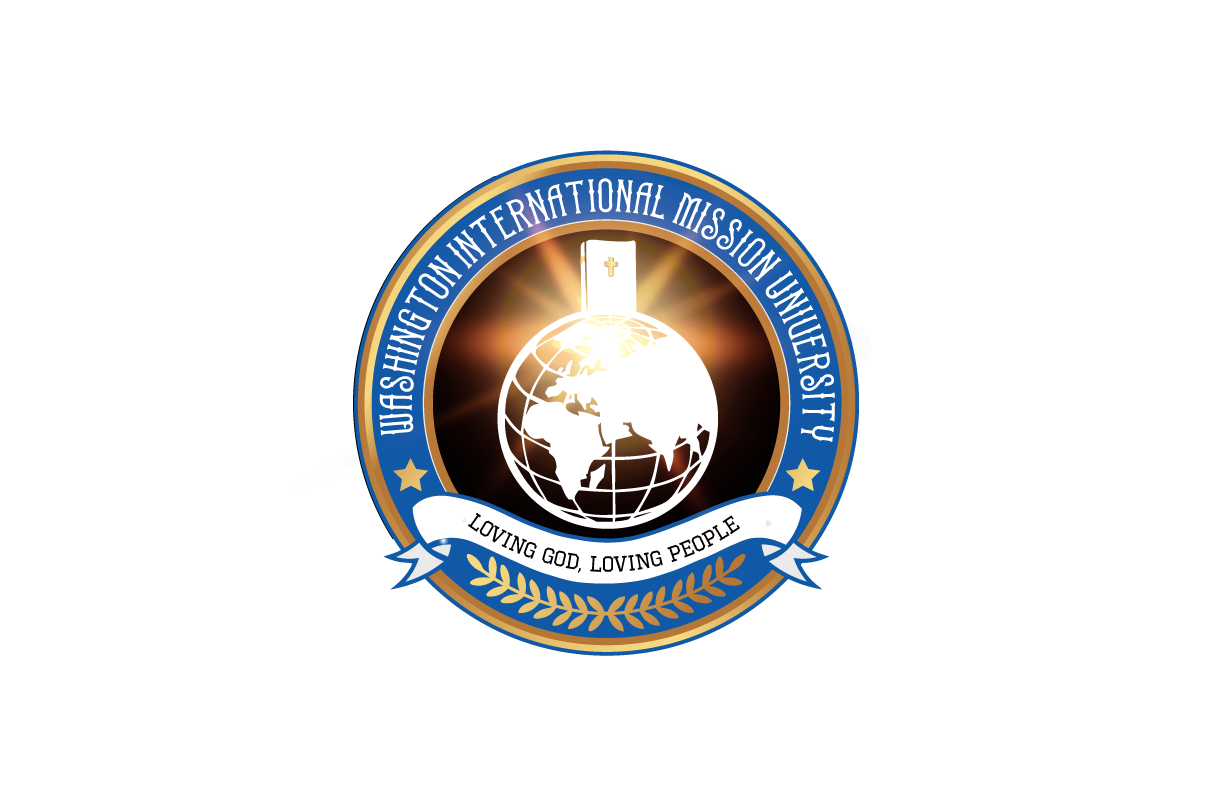 WASHINGTON INTERNATIONAL MISSION UNIVERSITY
LOVING GOD, LOVING PEOPLE